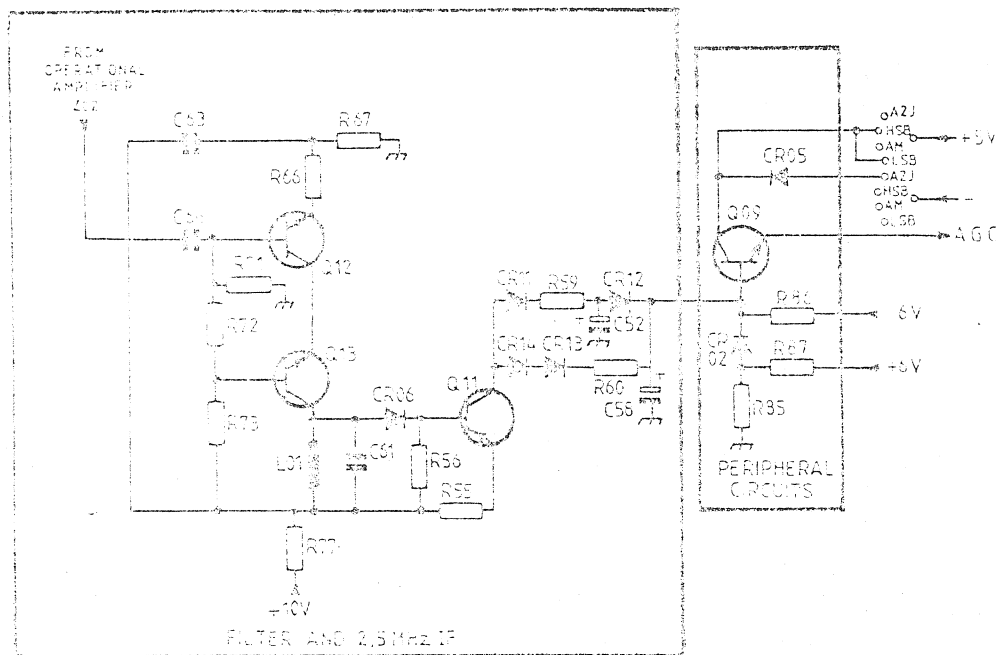 FROM
OPERATIONAL
AMPLIFIER
C63
R67
R66
Q12
R71
R72
Q13
R73
CR06
L01
C61
R56
Q11
R55
R77
CR11
R59
CR12
C52
CR14
CR13
R60
A2J
HSB
AM
LSB
+5V
CR05
A2J
HSB
AM
LSB
Q09
AGC
R86
6V
CR
02
R87
+6V
R85
PERIPHERAL
CIRCUITS
10V
FILTER AND 2,5MHz IF